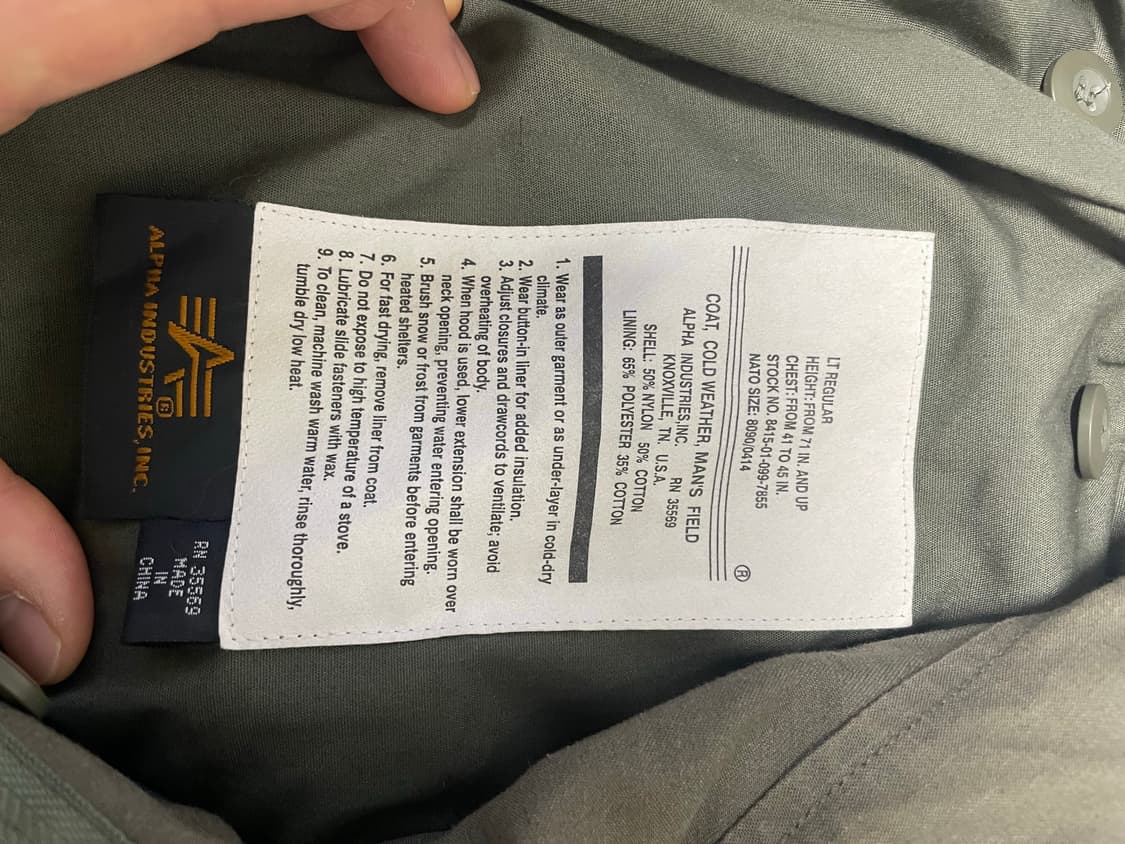 LT REGULAR
HEIGHT: FROM 71 IN. AND UP
CHEST: FROM 41 TO 45 IN.
STOCK NO. 8415-01-099-7855
NATO SIZE: 8090/0414
®
COAT, COLD WEATHER, MAN'S FIELD
ALPHA INDUSTRIES,INC. RN 35569
KNOXVILLE, TN. U.S.A.
SHELL: 50% NYLON 50% COTTON
LINING: 65% POLYESTER 35% COTTON
1. Wear as outer garment or as under-layer in cold-dry
climate.
2. Wear button-in liner for added insulation.
3. Adjust closures and drawcords to ventilate; avoid
overheating of body.
4. When hood is used, lower extension shall be worn over
neck opening, preventing water entering opening.
5. Brush snow or frost from garments before entering
heated shelters.
6. For fast drying, remove liner from coat.
7. Do not expose to high temperature of a stove.
8. Lubricate slide fasteners with wax.
9. To clean, machine wash warm water, rinse thoroughly,
tumble dry low heat.
®
ALPHA INDUSTRIES, INC.
RN 35569
MADE
IN
CHINA